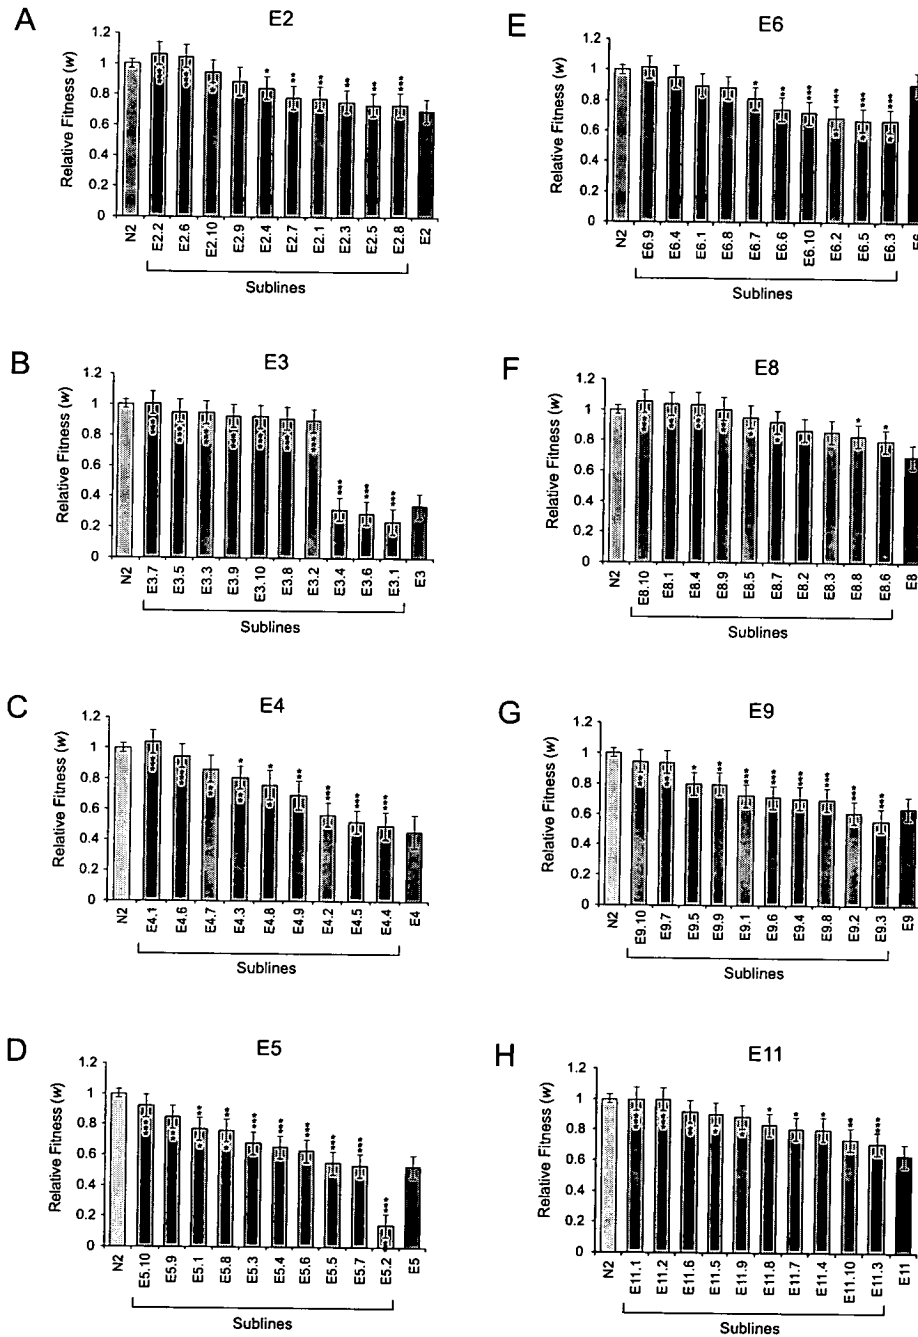 A
E2
Relative Fitness (w)
1.2
1
0.8
0.6
0.4
0.2
0
N2
E2.2
E2.6
E2.10
E2.9
E2.4
E2.7
E2.1
E2.3
E2.5
E2.8
E2
Sublines
B
E3
Relative Fitness (w)
1.2
1
0.8
0.6
0.4
0.2
0
N2
E3.7
E3.5
E3.3
E3.9
E3.10
E3.8
E3.2
E3.4
E3.6
E3.1
E3
Sublines
C
E4
Relative Fitness (w)
1.2
1
0.8
0.6
0.4
0.2
0
N2
E4.1
E4.6
E4.7
E4.3
E4.8
E4.9
E4.2
E4.5
E4.4
E4
Sublines
D
E5
Relative Fitness (w)
1.2
1
0.8
0.6
0.4
0.2
0
N2
E5.10
E5.9
E5.1
E5.8
E5.3
E5.4
E5.6
E5.5
E5.7
E5.2
E5
Sublines
E
E6
Relative Fitness (w)
1.2
1
0.8
0.6
0.4
0.2
0
N2
E6.9
E6.4
E6.1
E6.8
E6.7
E6.6
E6.10
E6.2
E6.5
E6.3
Sublines
F
E8
Relative Fitness (w)
1.2
1
0.8
0.6
0.4
0.2
0
N2
E8.10
E8.1
E8.4
E8.9
E8.5
E8.7
E8.2
E8.3
E8.8
E8.6
E8
Sublines
G
E9
Relative Fitness (w)
1.2
1
0.8
0.6
0.4
0.2
0
N2
E9.10
E9.7
E9.5
E9.9
E9.1
E9.6
E9.4
E9.8
E9.2
E9.3
E9
Sublines
H
E11
Relative Fitness (w)
1.2
1
0.8
0.6
0.4
0.2
0
N2
E11.1
E11.2
E11.6
E11.5
E11.9
E11.8
E11.7
E11.4
E11.10
E11.3
E11
Sublines